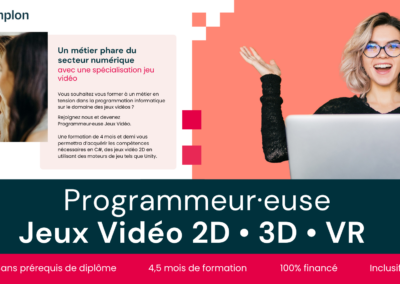 mplon
Un métier phare du
secteur numérique
avec une spécialisation jeu
vidéo
Vous souhaitez vous former à un métier en
tension dans la programmation informatique
sur le domaine des jeux vidéos ?
Rejoignez nous et devenez
Programmeur·euse Jeux Vidéo.
Une formation de 4 mois et demi vous
permettra d'acquérir les compétences
nécessaires en C#, des jeux vidéo 2D en
utilisant des moteurs de jeu tels que Unity.
Programmeur·euse
Jeux Vidéo 2D • 3D • VR
ans prérequis de diplôme 4,5 mois de formation 100% financé Inclusif